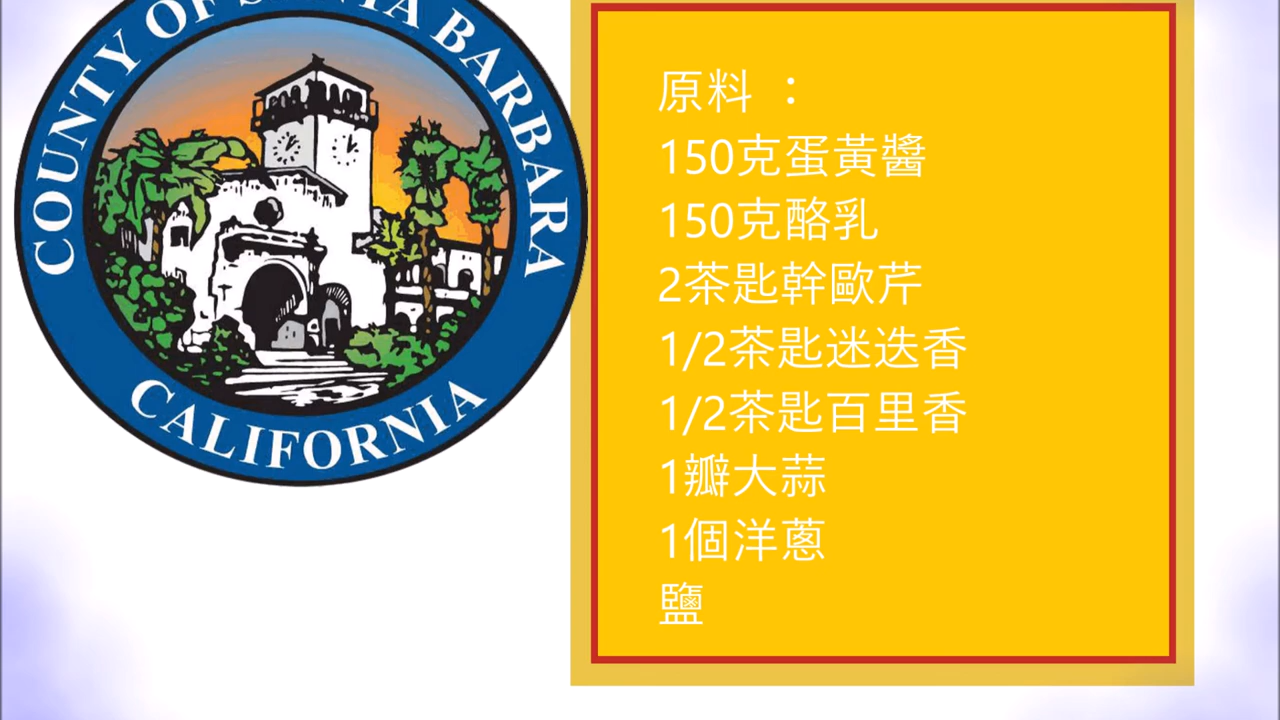 COUNTY OF SANTA BARBARA
CALIFORNIA
原料 ：
150克蛋黃醬
150克酪乳
2茶匙幹歐芹
1/2茶匙迷迭香
1/2茶匙百里香
1瓣大蒜
1個洋蔥
鹽